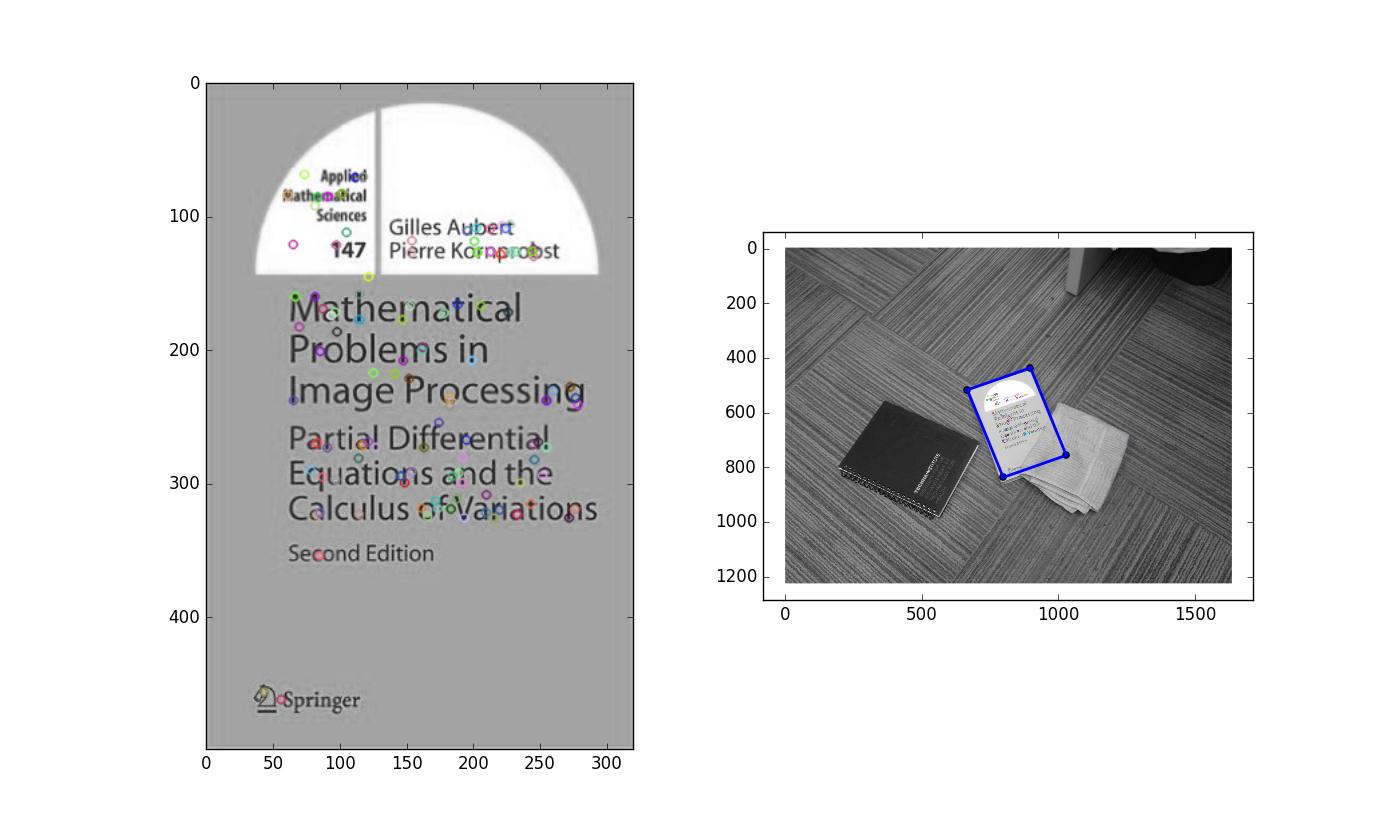 0
100
200
300
400
0 50 100 150 200 250 300
Applied
Mathematical
Sciences
147
Gilles Aubert
Pierre Kornprobst
Mathematical
Problems in
Image Processing
Partial Differential
Equations and the
Calculus of Variations
Second Edition
Springer
0
200
400
600
800
1000
1200
0 500 1000 1500